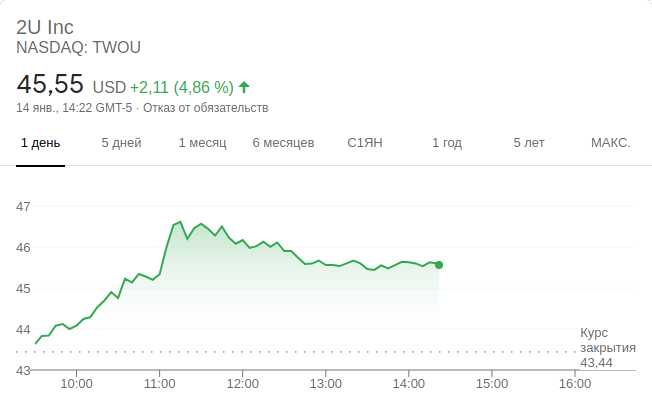 2U Inc
NASDAQ: TWOU
45,55 USD +2,11 (4,86 %)
14 янв., 14:22 GMT-5 · Отказ от обязательств
1 день 5 дней 1 месяц 6 месяцев С1ЯН 1 год 5 лет МАКС.
47
46
45
44
Курс
закрытия
43,44
43
10:00 11:00 12:00 13:00 14:00 15:00 16:00